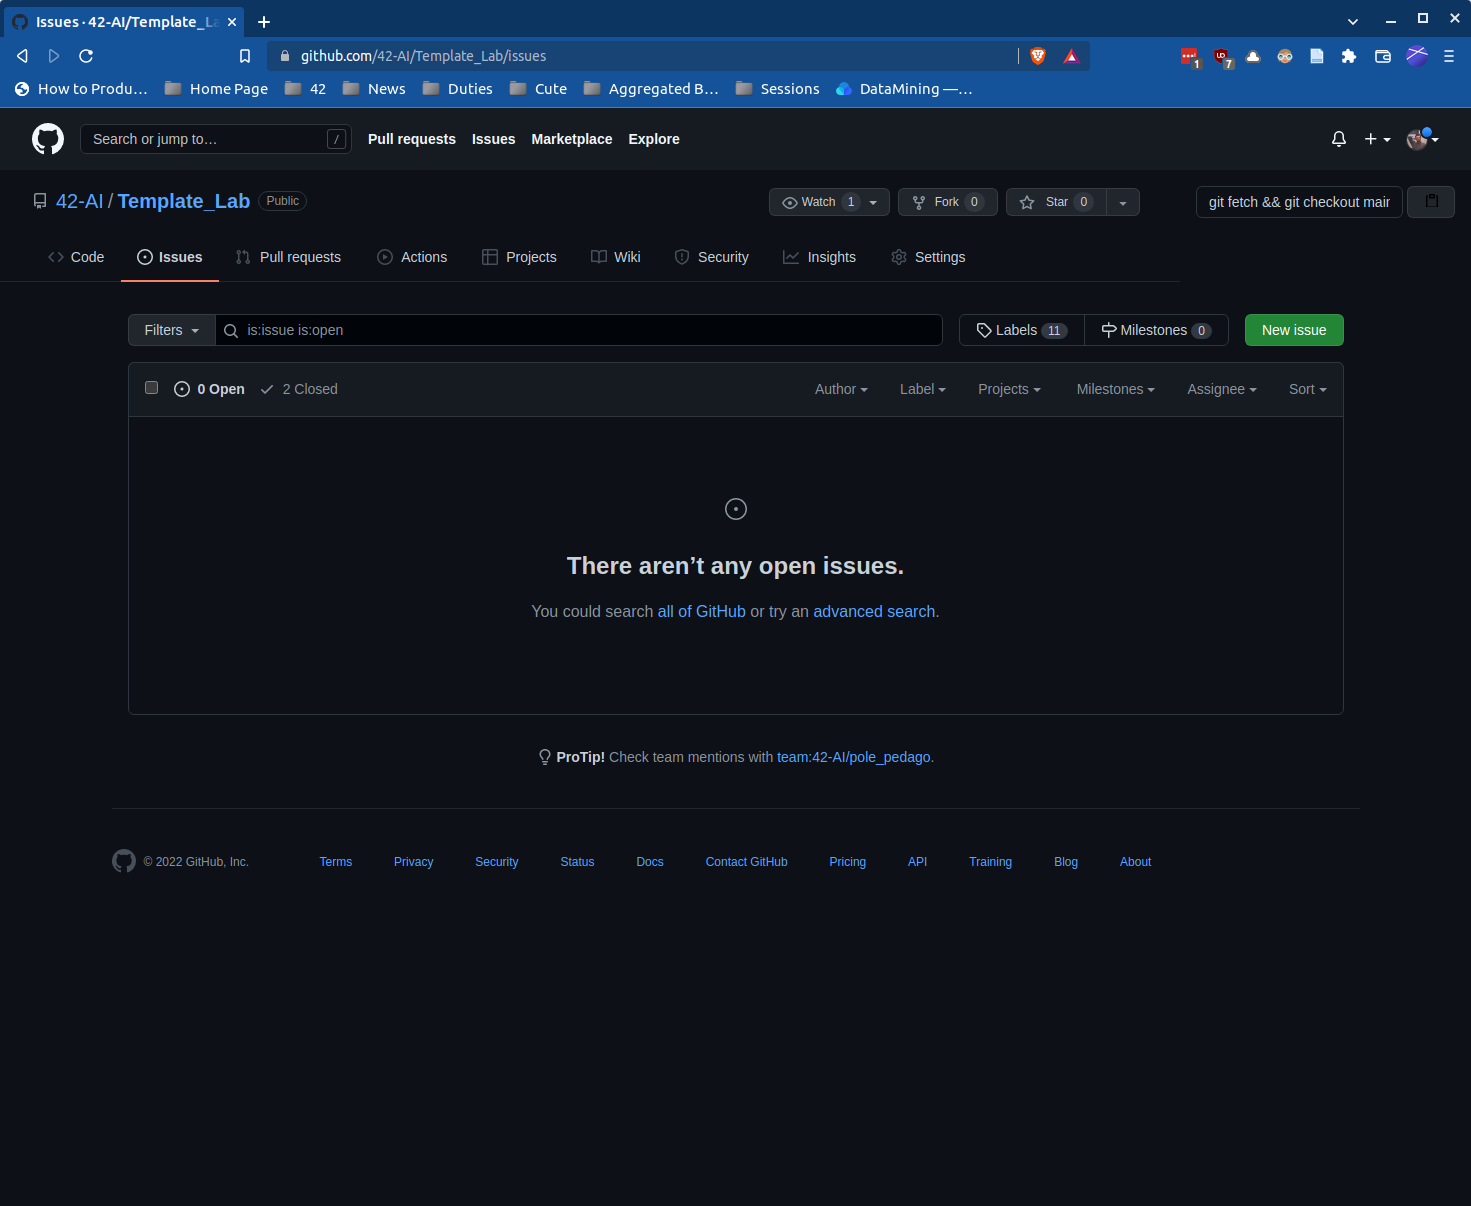 Issues · 42-AI/Template_La
github.com/42-AI/Template_Lab/issues
1
7
How to Produ… Home Page 42 News Duties Cute Aggregated B… Sessions DataMining —…
Search or jump to… / Pull requests Issues Marketplace Explore
42-AI / Template_Lab Public Watch 1 Fork 0 Star 0 git fetch && git checkout mair
Code Issues Pull requests Actions Projects Wiki Security Insights Settings
Filters is:issue is:open Labels 11 Milestones 0 New issue
0 Open 2 Closed Author Label Projects Milestones Assignee Sort
There aren’t any open issues.
You could search all of GitHub or try an advanced search.
ProTip! Check team mentions with team:42-AI/pole_pedago.
© 2022 GitHub, Inc. Terms Privacy Security Status Docs Contact GitHub Pricing API Training Blog About